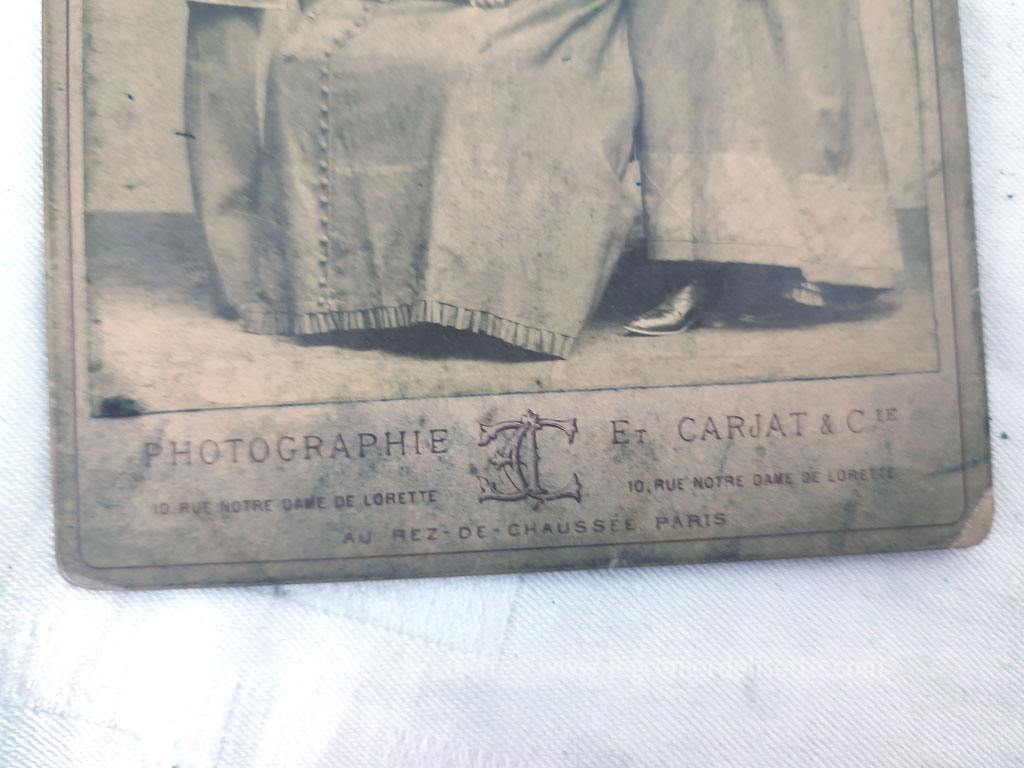 PHOTOGRAPHIE Et CARJAT & CIE
10, RUE NOTRE DAME DE LORETTE 10, RUE NOTRE DAME DE LORETTE
AU REZ-DE-CHAUSSÉE PARIS